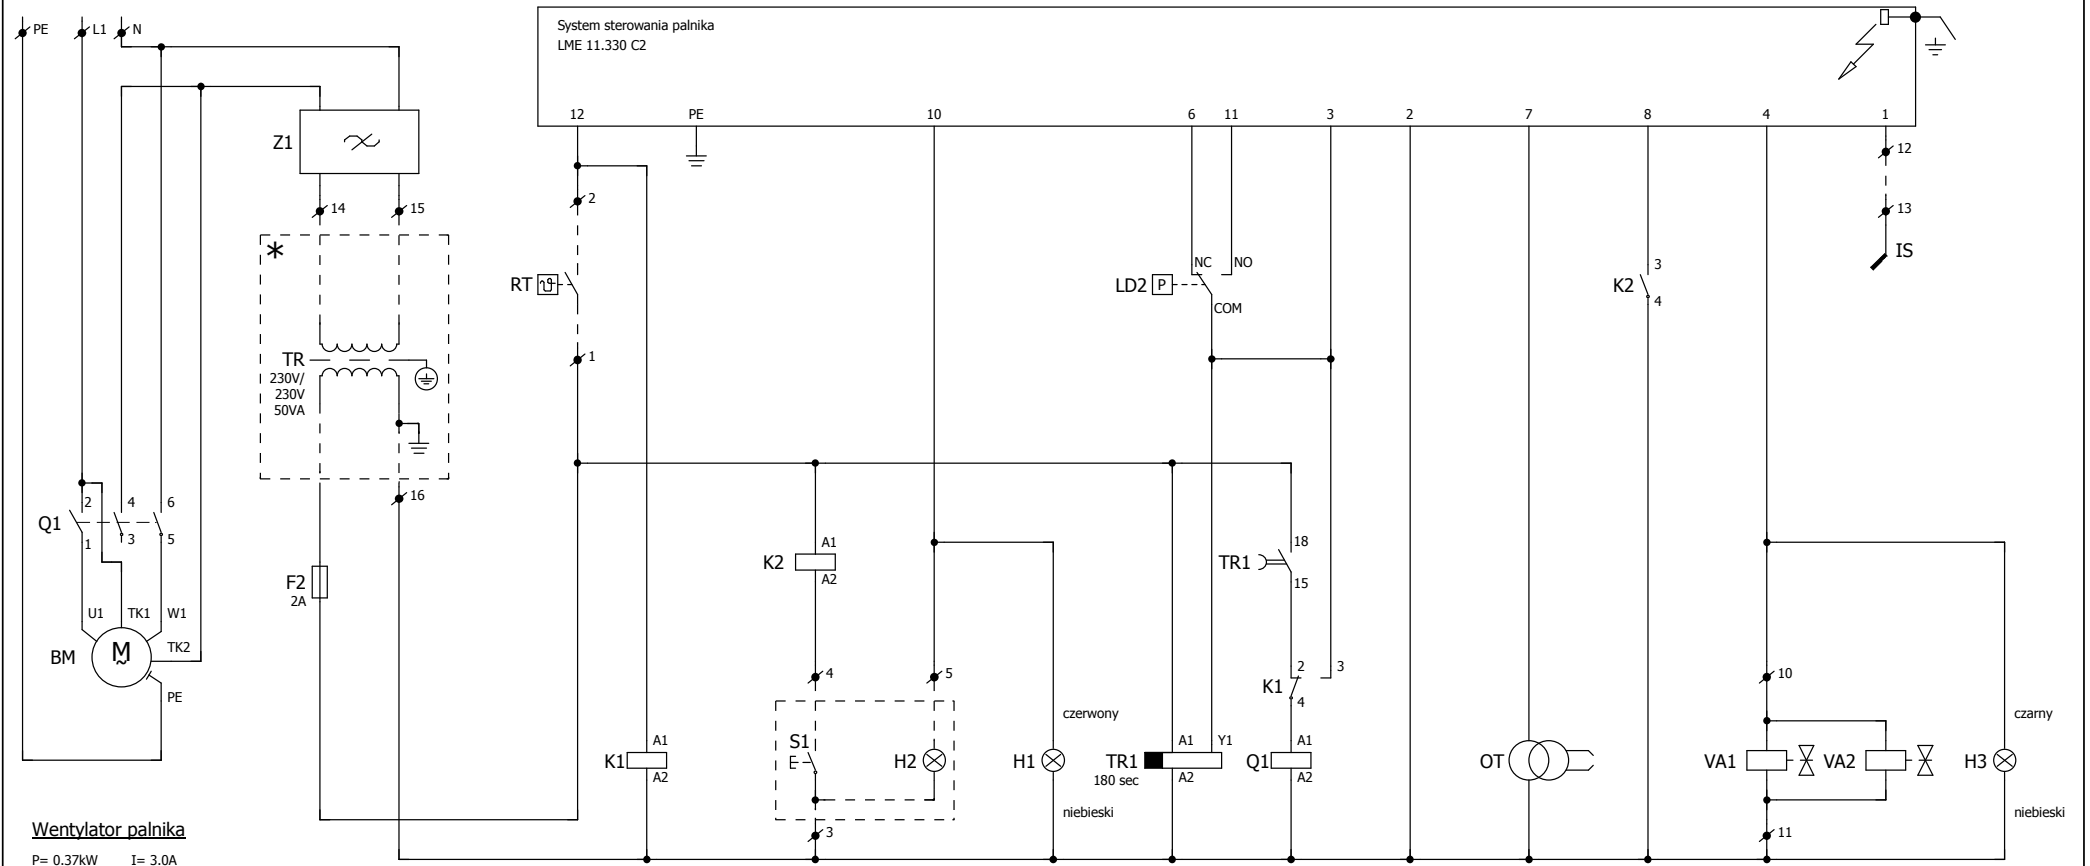 PE
L1
N
System sterowania palnika
LME 11.330 C2
12
PE
10
6
11
3
2
7
8
4
1
Z1
12
14
15
2
13
*
NC
NO
IS
RT
LD2
P
K2
3
4
COM
TR
230V/
230V
50VA
1
16
2
4
6
Q1
1
3
5
K2
A1
A2
TR1
18
15
F2
2A
U1
TK1
W1
TK2
BM
M
~
PE
4
5
K1
2
3
4
10
czerwony
czarny
S1
E
K1
A1
A2
H2
H1
TR1
180 sec
A1
Y1
A2
Q1
A1
A2
OT
VA1
VA2
H3
niebieski
niebieski
3
11
Wentylator palnika
P= 0.37kW I= 3.0A